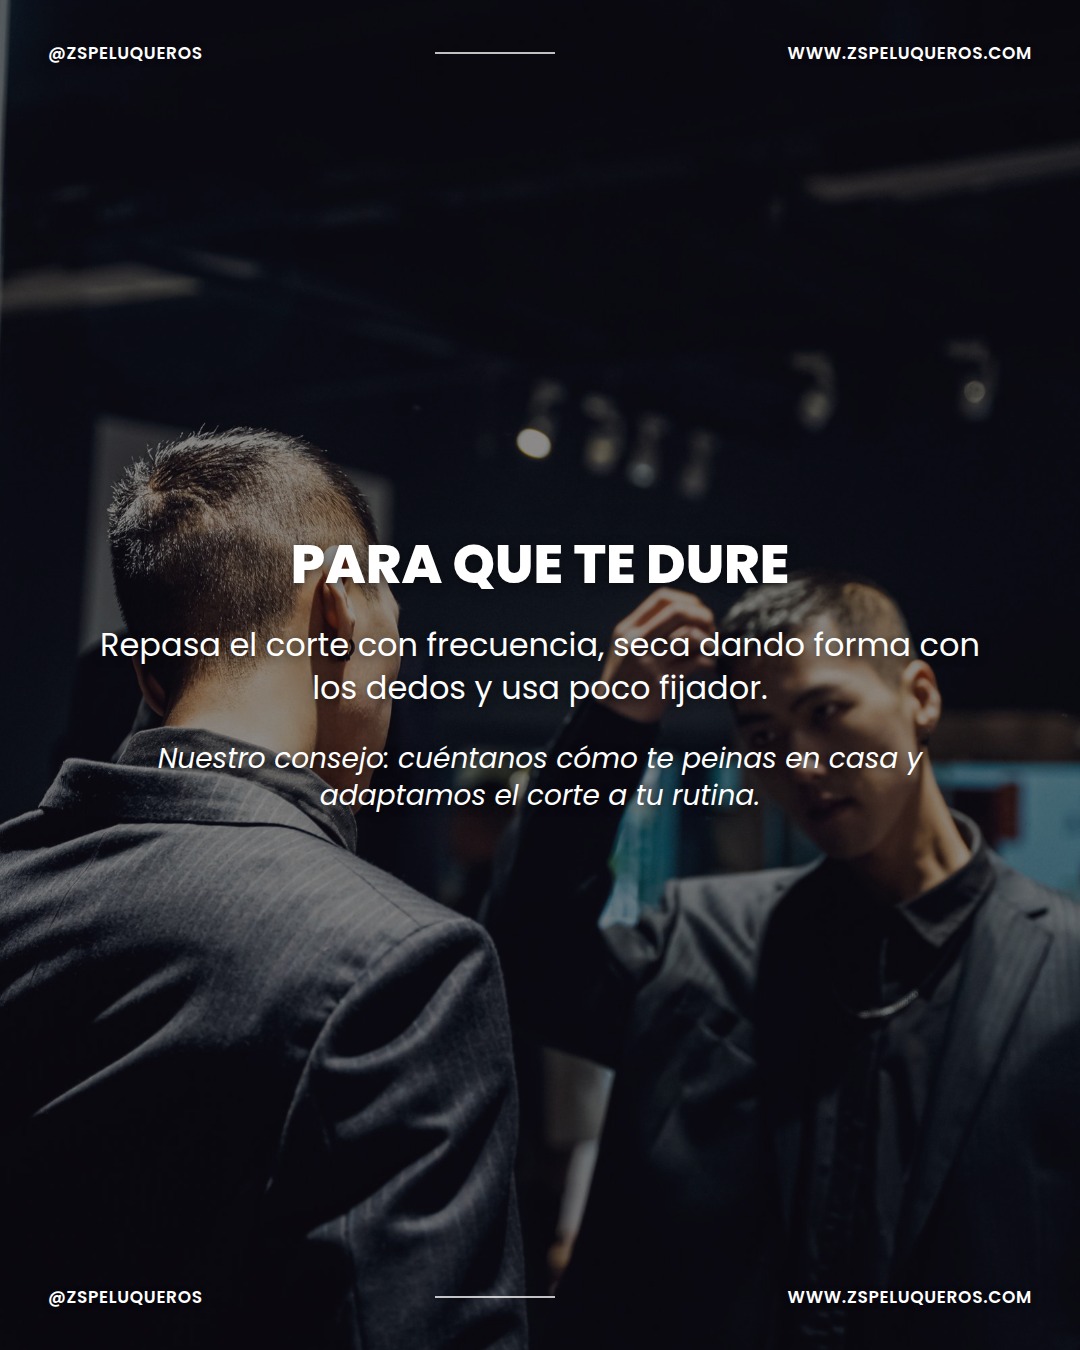 @ZSPELUQUEROS
WWW.ZSPELUQUEROS.COM
PARA QUE TE DURE
Repasa el corte con frecuencia, seca dando forma con
los dedos y usa poco fijador.
Nuestro consejo: cuéntanos cómo te peinas en casa y
adaptamos el corte a tu rutina.
@ZSPELUQUEROS
WWW.ZSPELUQUEROS.COM